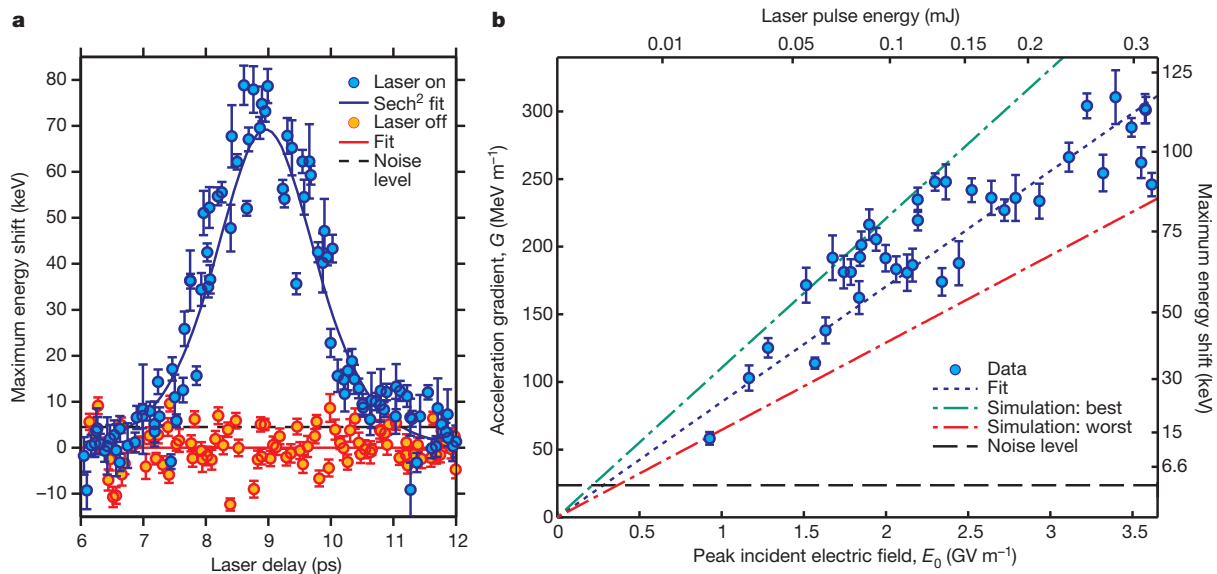 a
Maximum energy shift (keV)
80
70
60
50
40
30
20
10
0
−10
6
7
8
9
10
11
12
Laser delay (ps)
Laser on
Sech² fit
Laser off
Fit
Noise
level
b
Laser pulse energy (mJ)
0.01
0.05
0.1
0.15
0.2
0.3
Acceleration gradient, G (MeV m⁻¹)
300
250
200
150
100
50
0
0
0.5
1
1.5
2
2.5
3
3.5
Peak incident electric field, E₀ (GV m⁻¹)
Maximum energy shift (keV)
125
100
75
30
15
6.6
Data
Fit
Simulation: best
Simulation: worst
Noise level